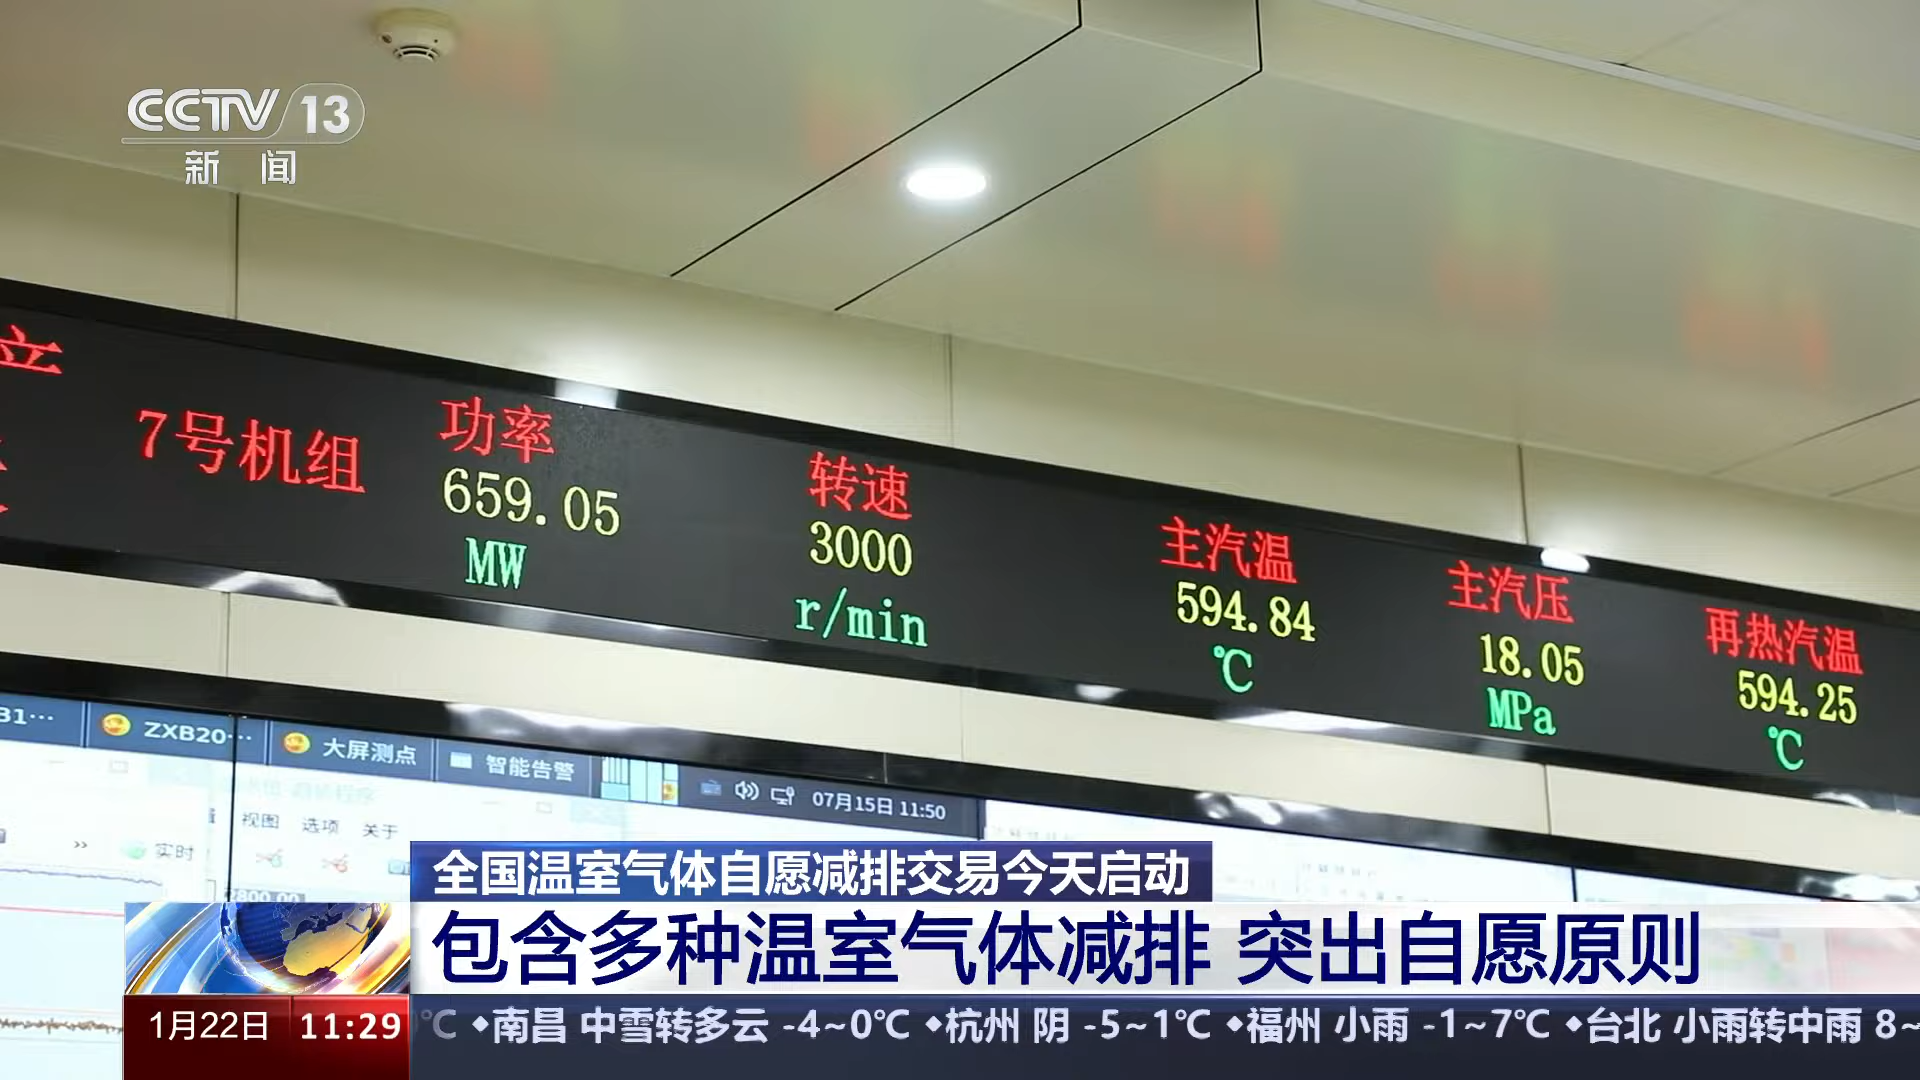 CCTV 13
新闻
立
7号机组
功率
659.05
MW
转速
3000
r/min
主汽温
594.84
℃
主汽压
18.05
MPa
再热汽温
594.25
℃
ZXB20…
大屏测点
智能告警
07月15日 11:50
视图 选项 关于
实时
全国温室气体自愿减排交易今天启动
包含多种温室气体减排 突出自愿原则
1月22日 11:29
℃ ◆南昌 中雪转多云 -4~0℃ ◆杭州 阴 -5~1℃ ◆福州 小雨 -1~7℃ ◆台北 小雨转中雨 8~